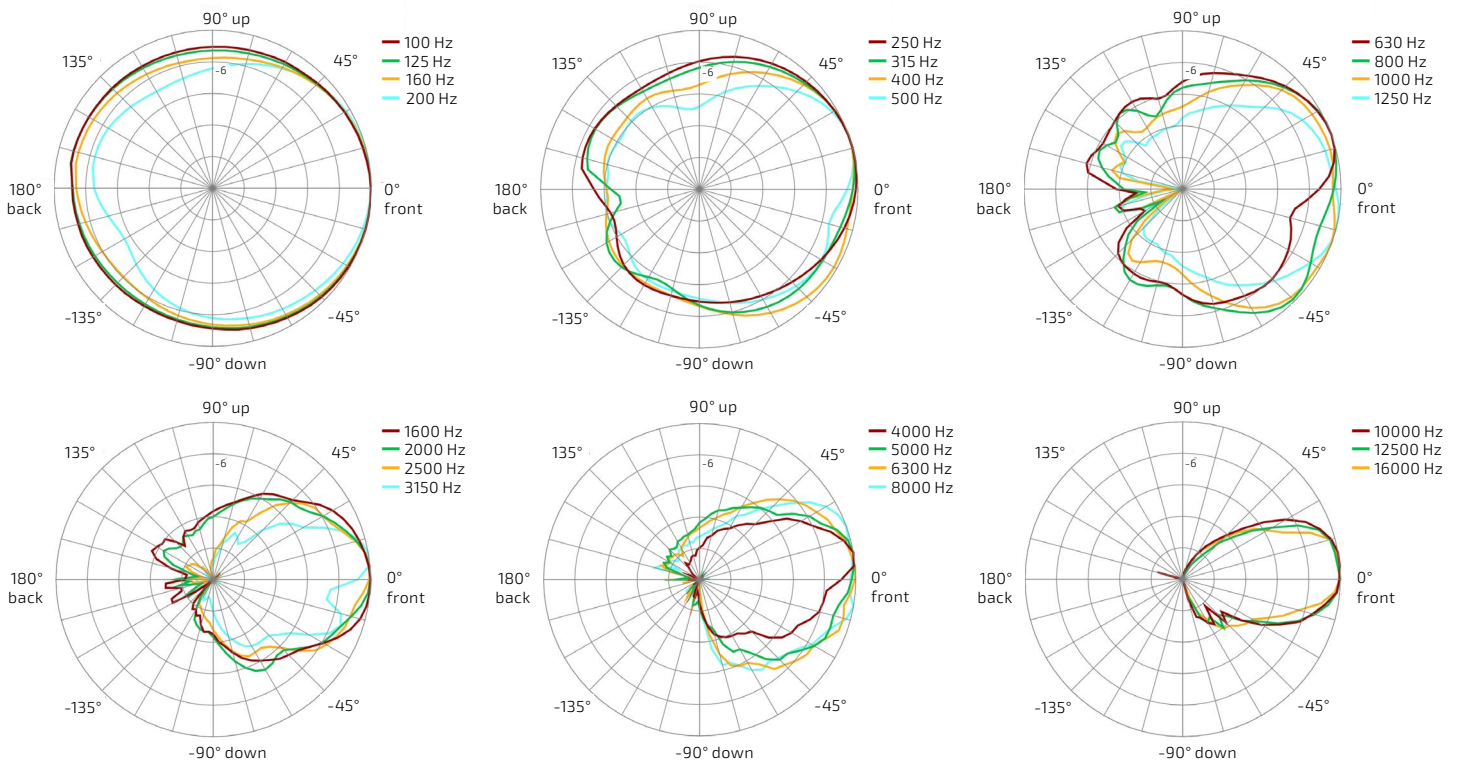 90° up
135°
45°
-6
180°
back
0°
front
-135°
-45°
-90° down
100 Hz
125 Hz
160 Hz
200 Hz
90° up
135°
45°
-6
180°
back
0°
front
-135°
-45°
-90° down
250 Hz
315 Hz
400 Hz
500 Hz
90° up
135°
45°
-6
180°
back
0°
front
-135°
-45°
-90° down
630 Hz
800 Hz
1000 Hz
1250 Hz
90° up
135°
45°
-6
180°
back
0°
front
-135°
-45°
-90° down
1600 Hz
2000 Hz
2500 Hz
3150 Hz
90° up
135°
45°
-6
180°
back
0°
front
-135°
-45°
-90° down
4000 Hz
5000 Hz
6300 Hz
8000 Hz
90° up
135°
45°
-6
180°
back
0°
front
-135°
-45°
-90° down
10000 Hz
12500 Hz
16000 Hz